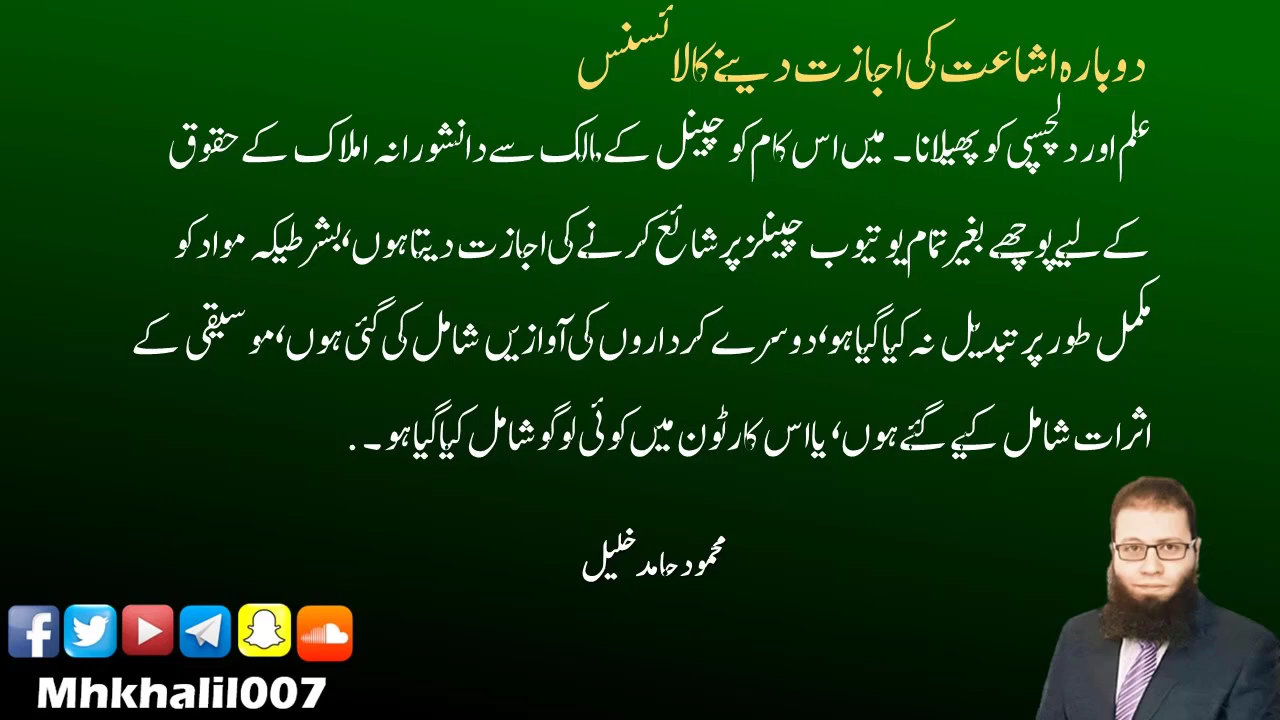 دوبارہ اشاعت کی اجازت دینے کا لائسنس
علم اور دلچسپی کو پھیلانا۔ میں اس کام کو چینل کے مالک سے دانشورانہ املاک کے حقوق
کے لیے پوچھے بغیر تمام یو تیوب چینلز پر شائع کرنے کی اجازت دیتا ہوں، بشرطیکہ مواد کو
مکمل طور پر تبدیل نہ کیا گیا ہو، دوسرے کرداروں کی آوازیں شامل کی گئی ہوں، موسیقی کے
اثرات شامل کیے گئے ہوں، یا اس کارٹون میں کوئی لوگو شامل کیا گیا ہو۔ .
محمود حامد خلیل
Mhkhalil007